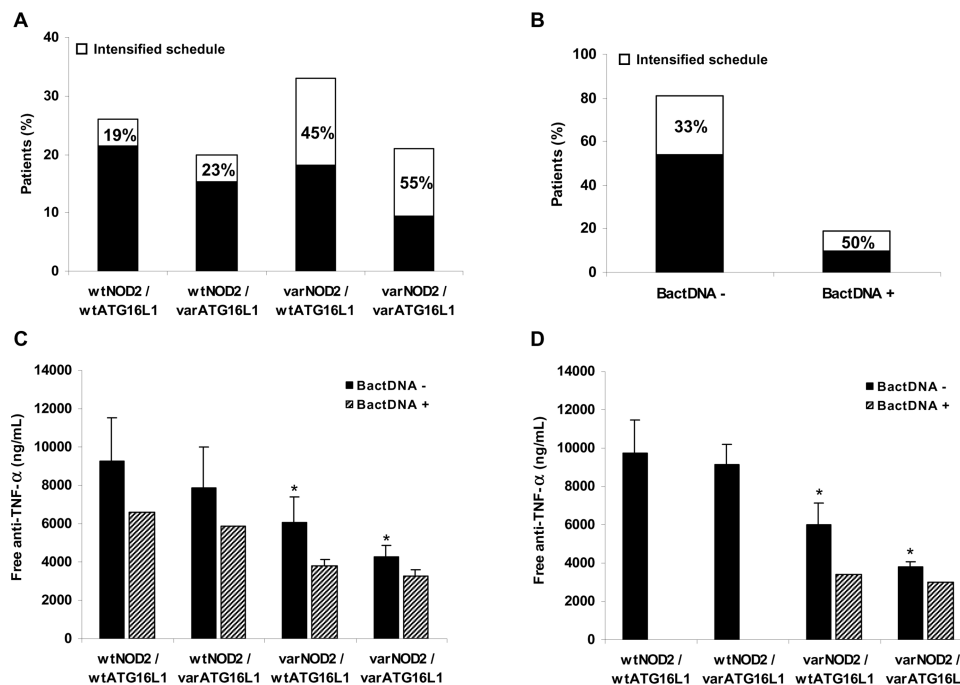 A
40
30
20
10
0
Patients (%)
Intensified schedule
19%
23%
45%
55%
wtNOD2 / wtNOD2 / varNOD2 / varNOD2 /
wtATG16L1 varATG16L1 wtATG16L1 varATG16L1
B
100
80
60
40
20
0
Patients (%)
Intensified schedule
33%
50%
BactDNA - BactDNA +
C
14000
12000
10000
8000
6000
4000
2000
0
Free anti-TNF-α (ng/mL)
BactDNA -
BactDNA +
*
*
wtNOD2 / wtNOD2 / varNOD2 / varNOD2 /
wtATG16L1 varATG16L1 wtATG16L1 varATG16L1
D
14000
12000
10000
8000
6000
4000
2000
0
Free anti-TNF-α (ng/mL)
BactDNA -
BactDNA +
*
*
wtNOD2 / wtNOD2 / varNOD2 / varNOD2 /
wtATG16L1 varATG16L1 wtATG16L1 varATG16L